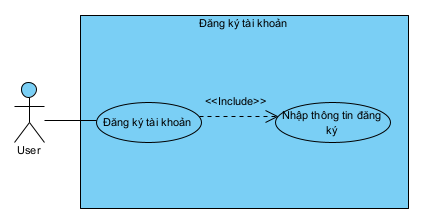 Đăng ký tài khoản
<<Include>>
Đăng ký tài khoản
Nhập thông tin đăng
ký
User